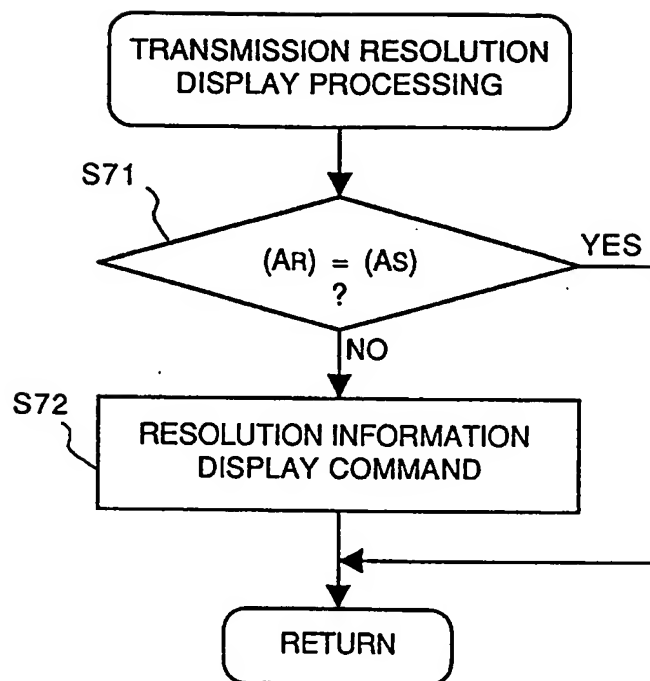 TRANSMISSION RESOLUTION
DISPLAY PROCESSING
S71
(AR) = (AS)
?
YES
NO
S72
RESOLUTION INFORMATION
DISPLAY COMMAND
RETURN